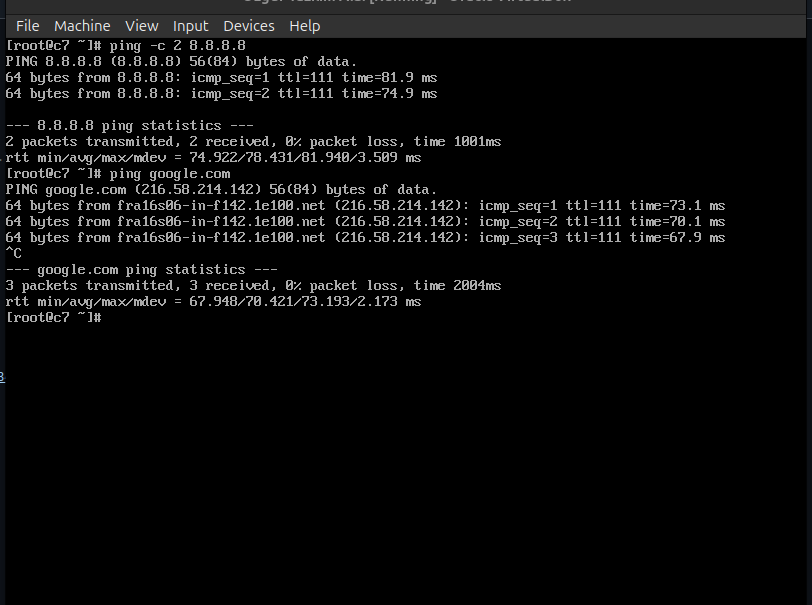 File Machine View Input Devices Help
[root@c7 ~]# ping -c 2 8.8.8.8
PING 8.8.8.8 (8.8.8.8) 56(84) bytes of data.
64 bytes from 8.8.8.8: icmp_seq=1 ttl=111 time=81.9 ms
64 bytes from 8.8.8.8: icmp_seq=2 ttl=111 time=74.9 ms
--- 8.8.8.8 ping statistics ---
2 packets transmitted, 2 received, 0% packet loss, time 1001ms
rtt min/avg/max/mdev = 74.922/78.431/81.940/3.509 ms
[root@c7 ~]# ping google.com
PING google.com (216.58.214.142) 56(84) bytes of data.
64 bytes from fra16s06-in-f142.1e100.net (216.58.214.142): icmp_seq=1 ttl=111 time=73.1 ms
64 bytes from fra16s06-in-f142.1e100.net (216.58.214.142): icmp_seq=2 ttl=111 time=70.1 ms
64 bytes from fra16s06-in-f142.1e100.net (216.58.214.142): icmp_seq=3 ttl=111 time=67.9 ms
^C
--- google.com ping statistics ---
3 packets transmitted, 3 received, 0% packet loss, time 2004ms
rtt min/avg/max/mdev = 67.948/70.421/73.193/2.173 ms
[root@c7 ~]#